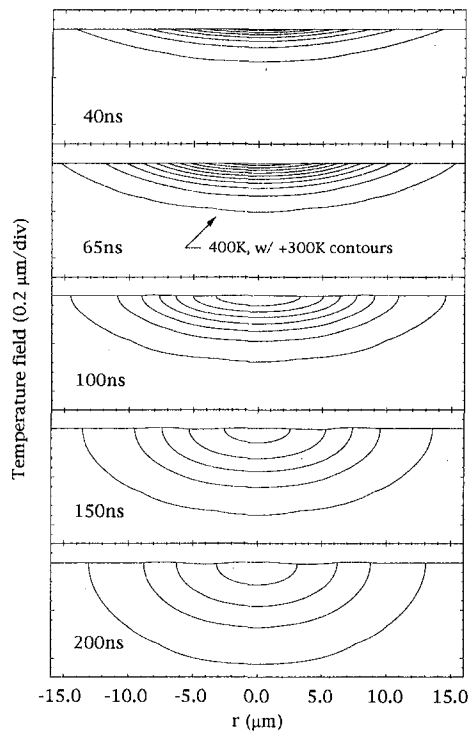 Temperature field (0.2 μm/div)
40ns
65ns
400K, w/ +300K contours
100ns
150ns
200ns
-15.0 -10.0 -5.0 0.0 5.0 10.0 15.0
r (μm)